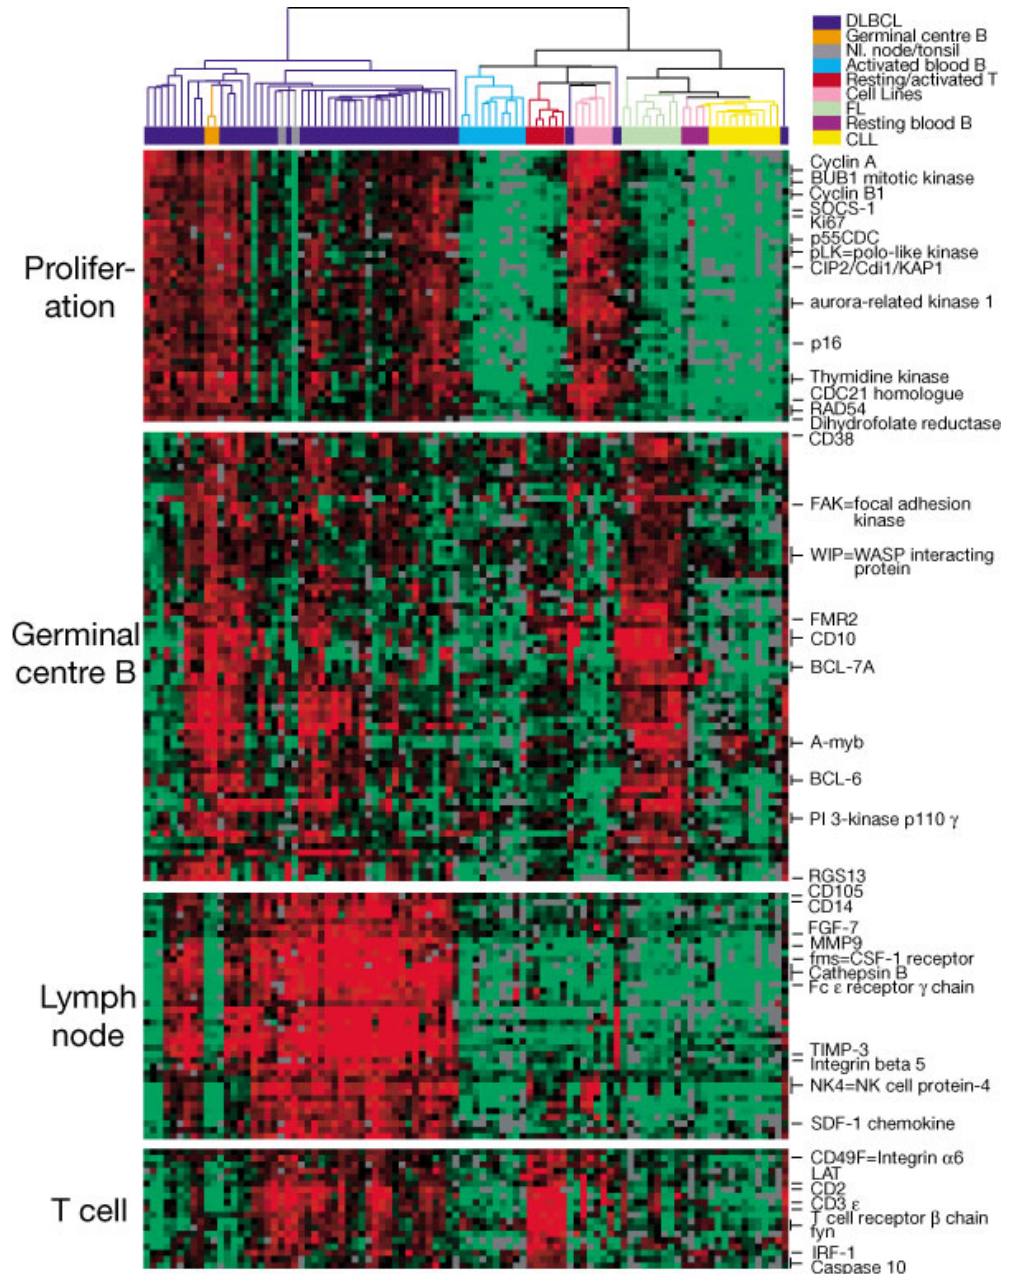 DLBCL
Germinal centre B
Nl. node/tonsil
Activated blood B
Resting/activated T
Cell Lines
FL
Resting blood B
CLL
Prolifer-
ation
Cyclin A
BUB1 mitotic kinase
Cyclin B1
SOCS-1
Ki67
p55CDC
pLK=polo-like kinase
CIP2/Cdi1/KAP1
aurora-related kinase 1
p16
Thymidine kinase
CDC21 homologue
RAD54
Dihydrofolate reductase
Germinal
centre B
CD38
FAK=focal adhesion
kinase
WIP=WASP interacting
protein
FMR2
CD10
BCL-7A
A-myb
BCL-6
PI 3-kinase p110 γ
RGS13
Lymph
node
CD105
CD14
FGF-7
MMP9
fms=CSF-1 receptor
Cathepsin B
Fc ε receptor γ chain
TIMP-3
Integrin beta 5
NK4=NK cell protein-4
SDF-1 chemokine
T cell
CD49F=Integrin α6
LAT
CD2
CD3 ε
T cell receptor β chain
fyn
IRF-1
Caspase 10